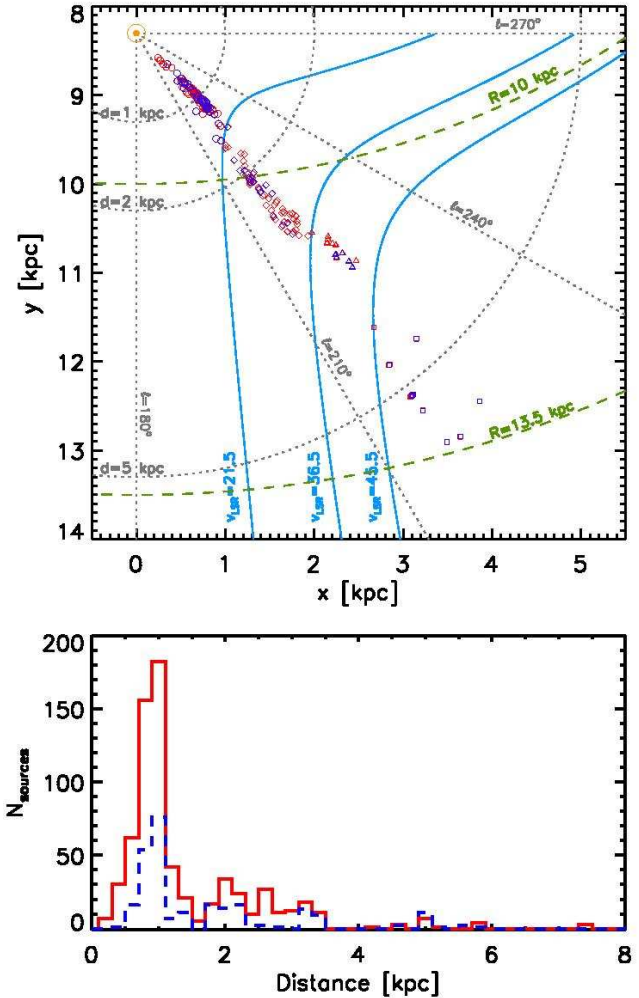 8
9
10
11
12
13
14
y [kpc]
ℓ=270°
R=10 kpc
d=1 kpc
d=2 kpc
ℓ=240°
ℓ=210°
ℓ=180°
R=13.5 kpc
d=5 kpc
vLSR=21.5
vLSR=36.5
vLSR=45.5
0 1 2 3 4 5
x [kpc]
200
150
100
50
0
Nsources
0 2 4 6 8
Distance [kpc]